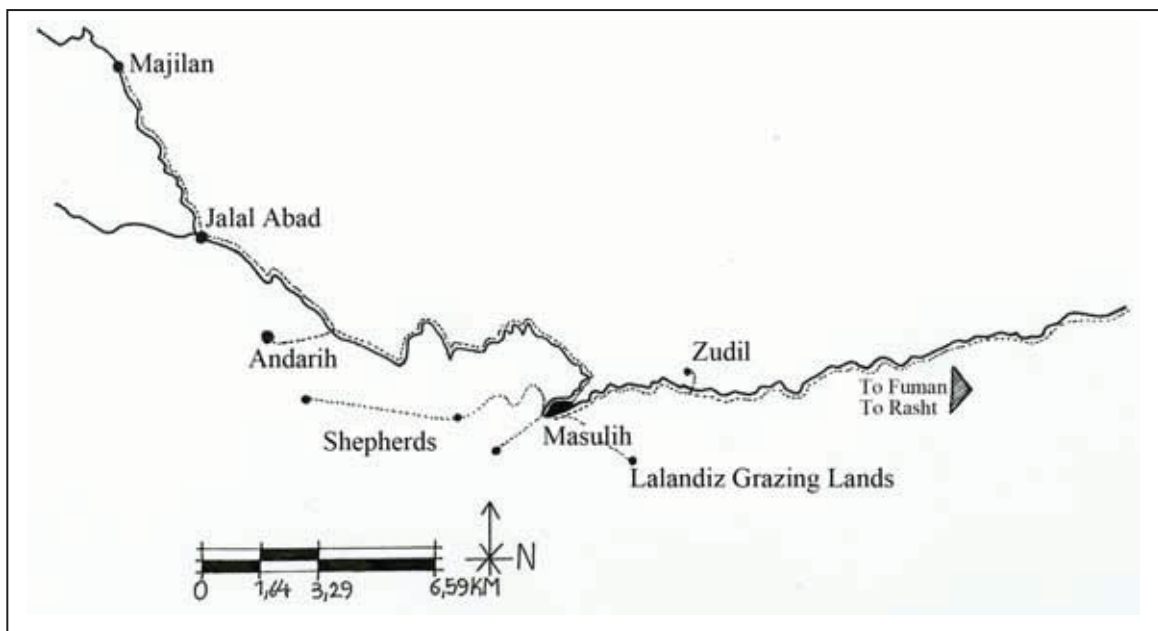 Majilan
Jalal Abad
Andarih
Zudil
To Fuman
To Rasht
Shepherds
Masulih
Lalandiz Grazing Lands
N
0 1,64 3,29 6,59KM